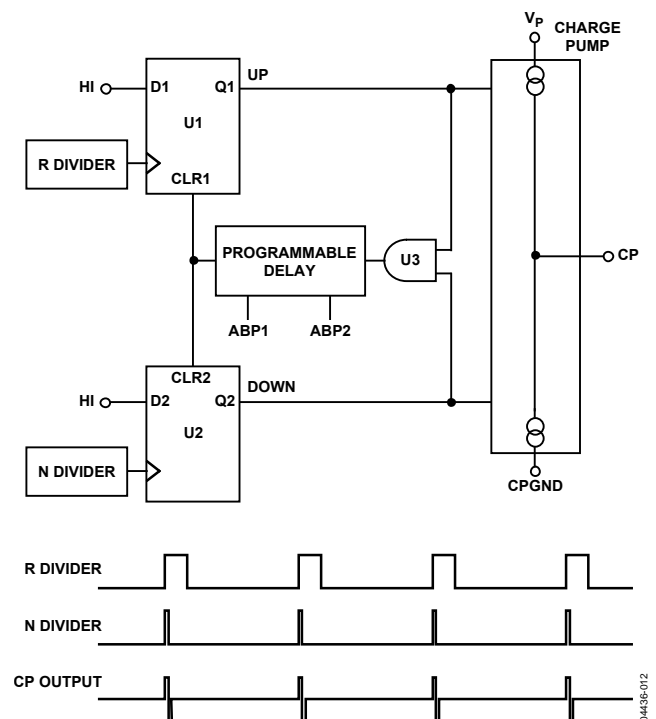 VP
CHARGE
PUMP
UP
HI
D1
Q1
U1
R DIVIDER
CLR1
PROGRAMMABLE
DELAY
U3
CP
ABP1
ABP2
CLR2
DOWN
HI
D2
Q2
U2
N DIVIDER
CPGND
R DIVIDER
N DIVIDER
CP OUTPUT
04436-012